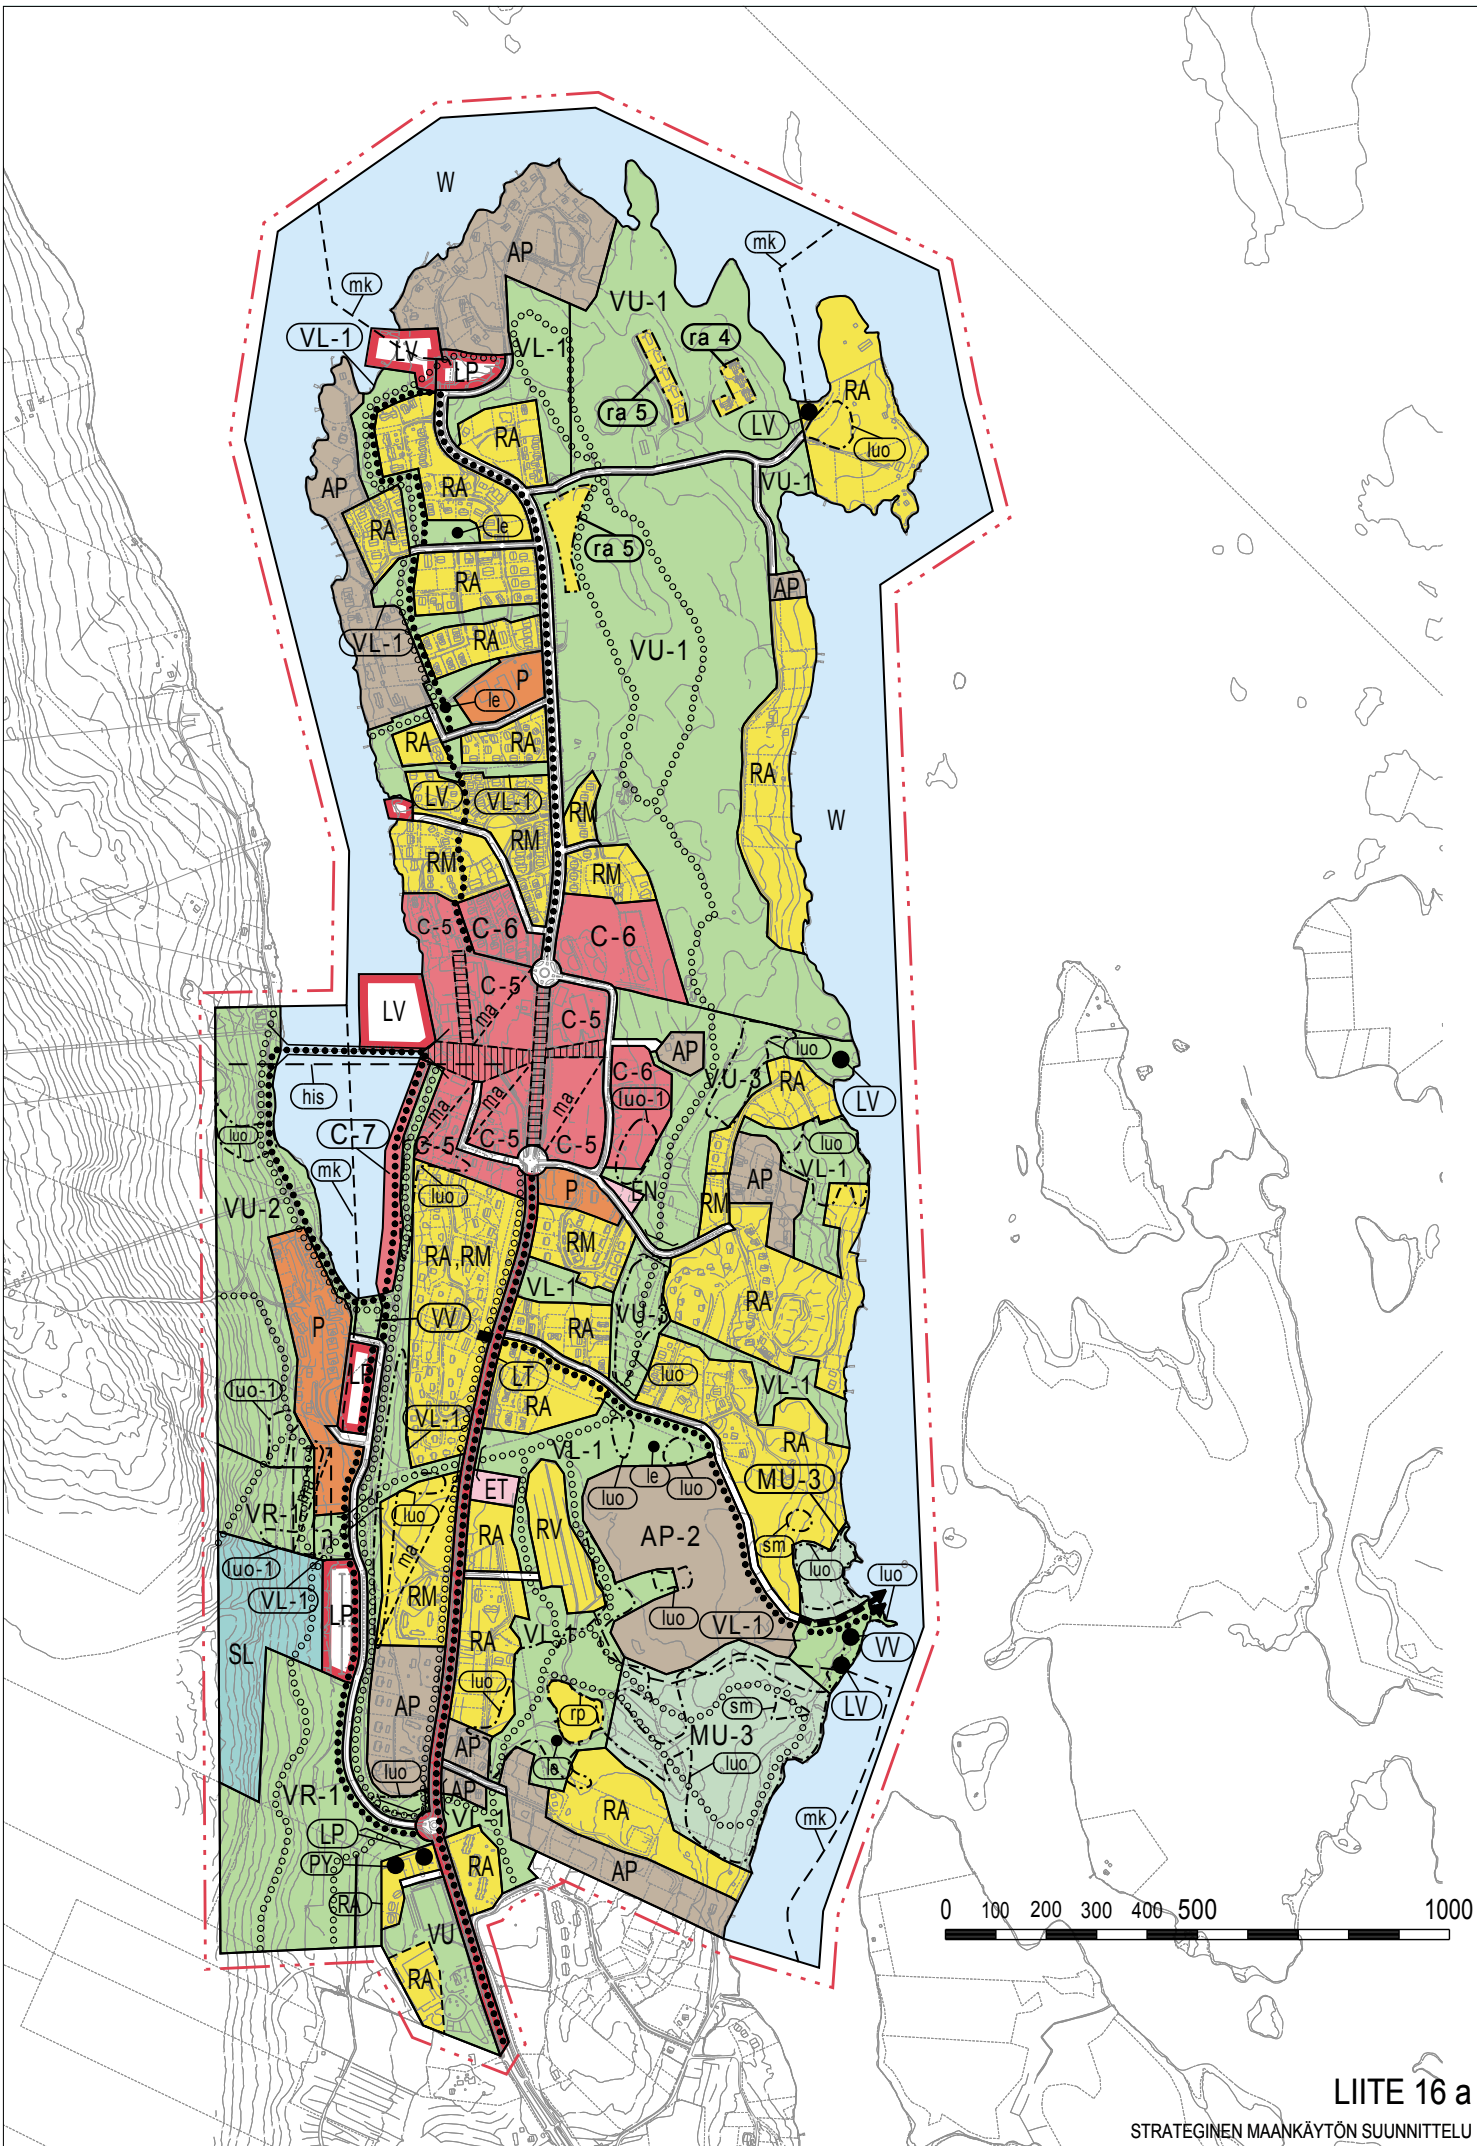 W
AP
mk
mk
VU-1
VL-1
LV
VL-1
LP
ra 4
RA
ra 5
LV
RA
luo
AP
RA
VU-1
RA
le
ra 5
RA
AP
VL-1
RA
VU-1
P
le
RA
RA
RA
LV
VL-1
RM
W
RM
RM
RM
C-5
C-6
C-6
C-5
LV
ma
C-5
luo
AP
C-6
VU-3
RA
his
luo-1
LV
ma
ma
ma
luo
C-7
C-5
C-5
C-5
luo
VL-1
mk
AP
luo
P
EN
RM
VU-2
RA ,RM
RM
VL-1
RA
VU-3
P
VV
RA
LP
LT
luo
VL-1
luo-1
RA
VL-1
RA
VL-1
le
luo
MU-3
ET
luo
luo
VR-1
RA
RV
AP-2
sm
ma
luo-1
luo
luo
VL-1
RM
LP
luo
VL-1
VL-1
VV
SL
RA
luo
LV
AP
rp
sm
MU-3
AP
le
luo
luo
AP
VR-1
RA
VL-1
mk
LP
PY
RA
AP
RA
VU
0 100 200 300 400 500 1000
RA
LIITE 16 a
STRATEGINEN MAANKÄYTÖN SUUNNITTELU